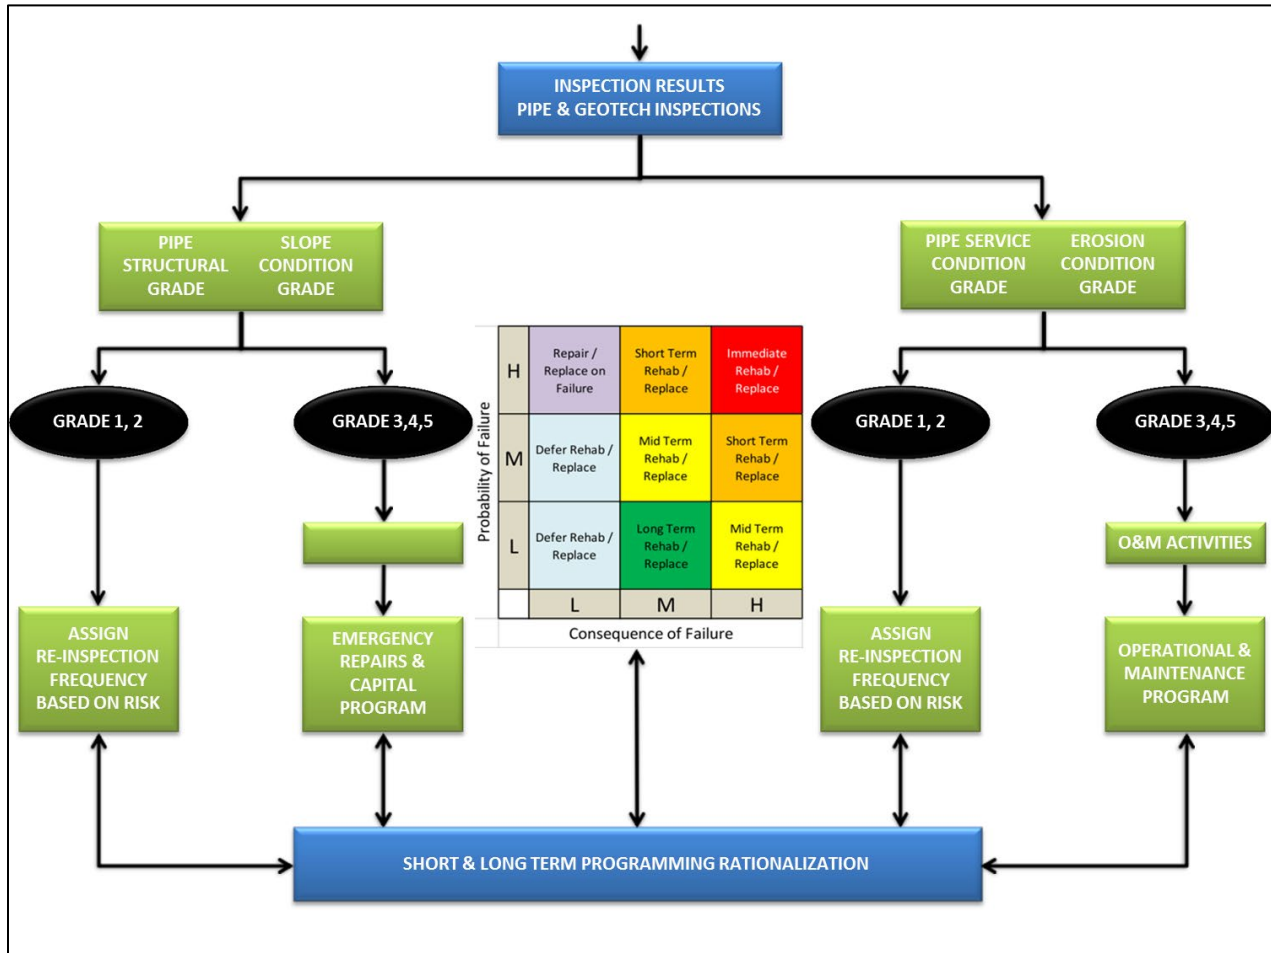 INSPECTION RESULTS
PIPE & GEOTECH INSPECTIONS
PIPE
STRUCTURAL
GRADE
SLOPE
CONDITION
GRADE
PIPE SERVICE
CONDITION
GRADE
EROSION
CONDITION
GRADE
GRADE 1, 2
GRADE 3,4,5
Probability of Failure
H
Repair /
Replace on
Failure
Short Term
Rehab /
Replace
Immediate
Rehab /
Replace
M
Defer Rehab /
Replace
Mid Term
Rehab /
Replace
Short Term
Rehab /
Replace
L
Defer Rehab /
Replace
Long Term
Rehab /
Replace
Mid Term
Rehab /
Replace
L
M
H
Consequence of Failure
GRADE 1, 2
GRADE 3,4,5
O&M ACTIVITIES
ASSIGN
RE-INSPECTION
FREQUENCY
BASED ON RISK
EMERGENCY
REPAIRS &
CAPITAL
PROGRAM
ASSIGN
RE-INSPECTION
FREQUENCY
BASED ON RISK
OPERATIONAL &
MAINTENANCE
PROGRAM
SHORT & LONG TERM PROGRAMMING RATIONALIZATION